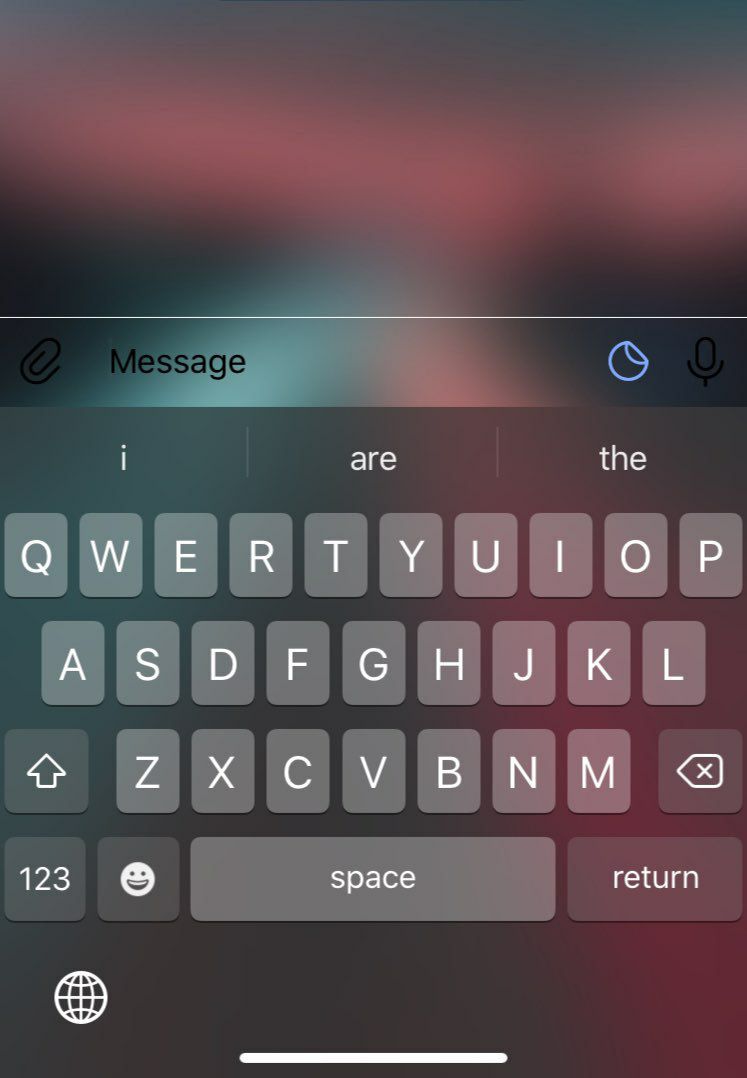 Message
i are the
Q W E R T Y U I O P
A S D F G H J K L
Z X C V B N M
123 space return